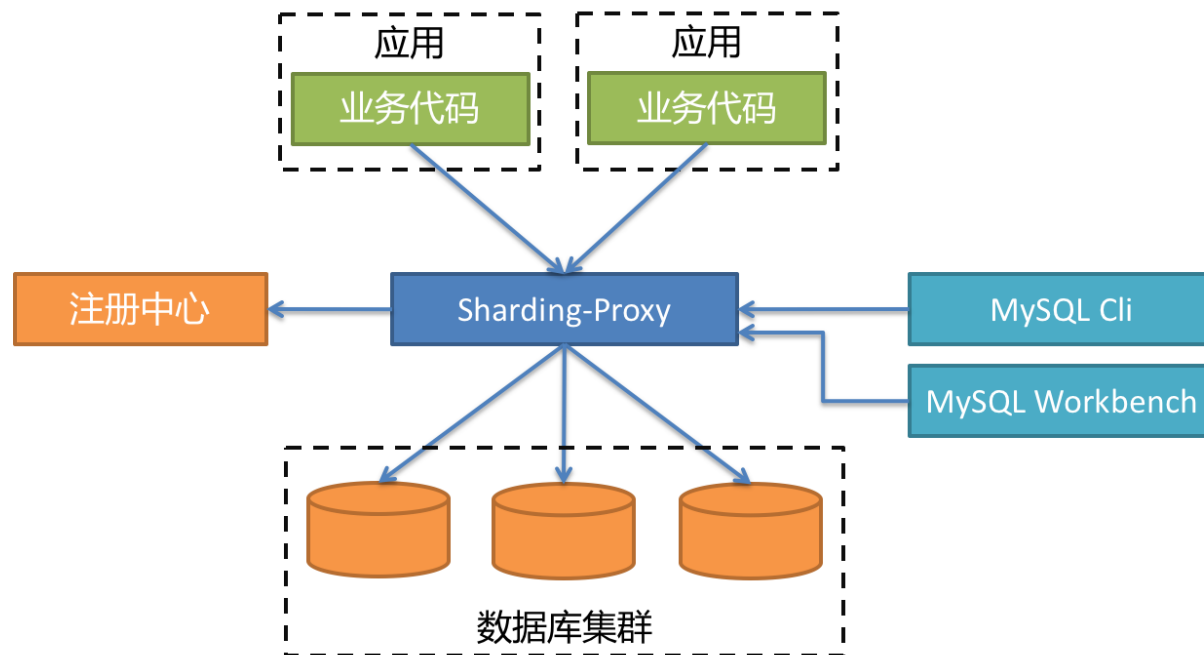 应用
应用
业务代码
业务代码
注册中心
Sharding-Proxy
MySQL Cli
MySQL Workbench
数据库集群